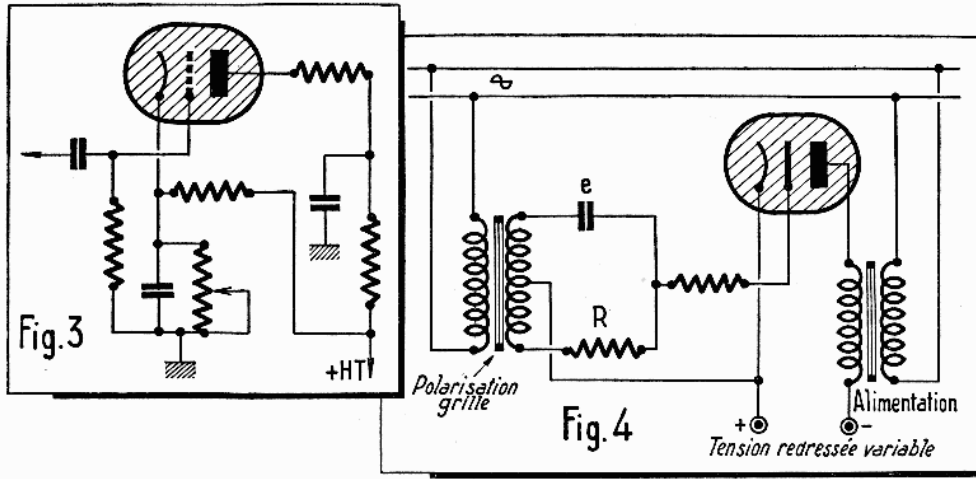 Fig.3
+HT
e
R
Polarisation
grille
Fig.4
Alimentation
+ -
Tension redressée variable